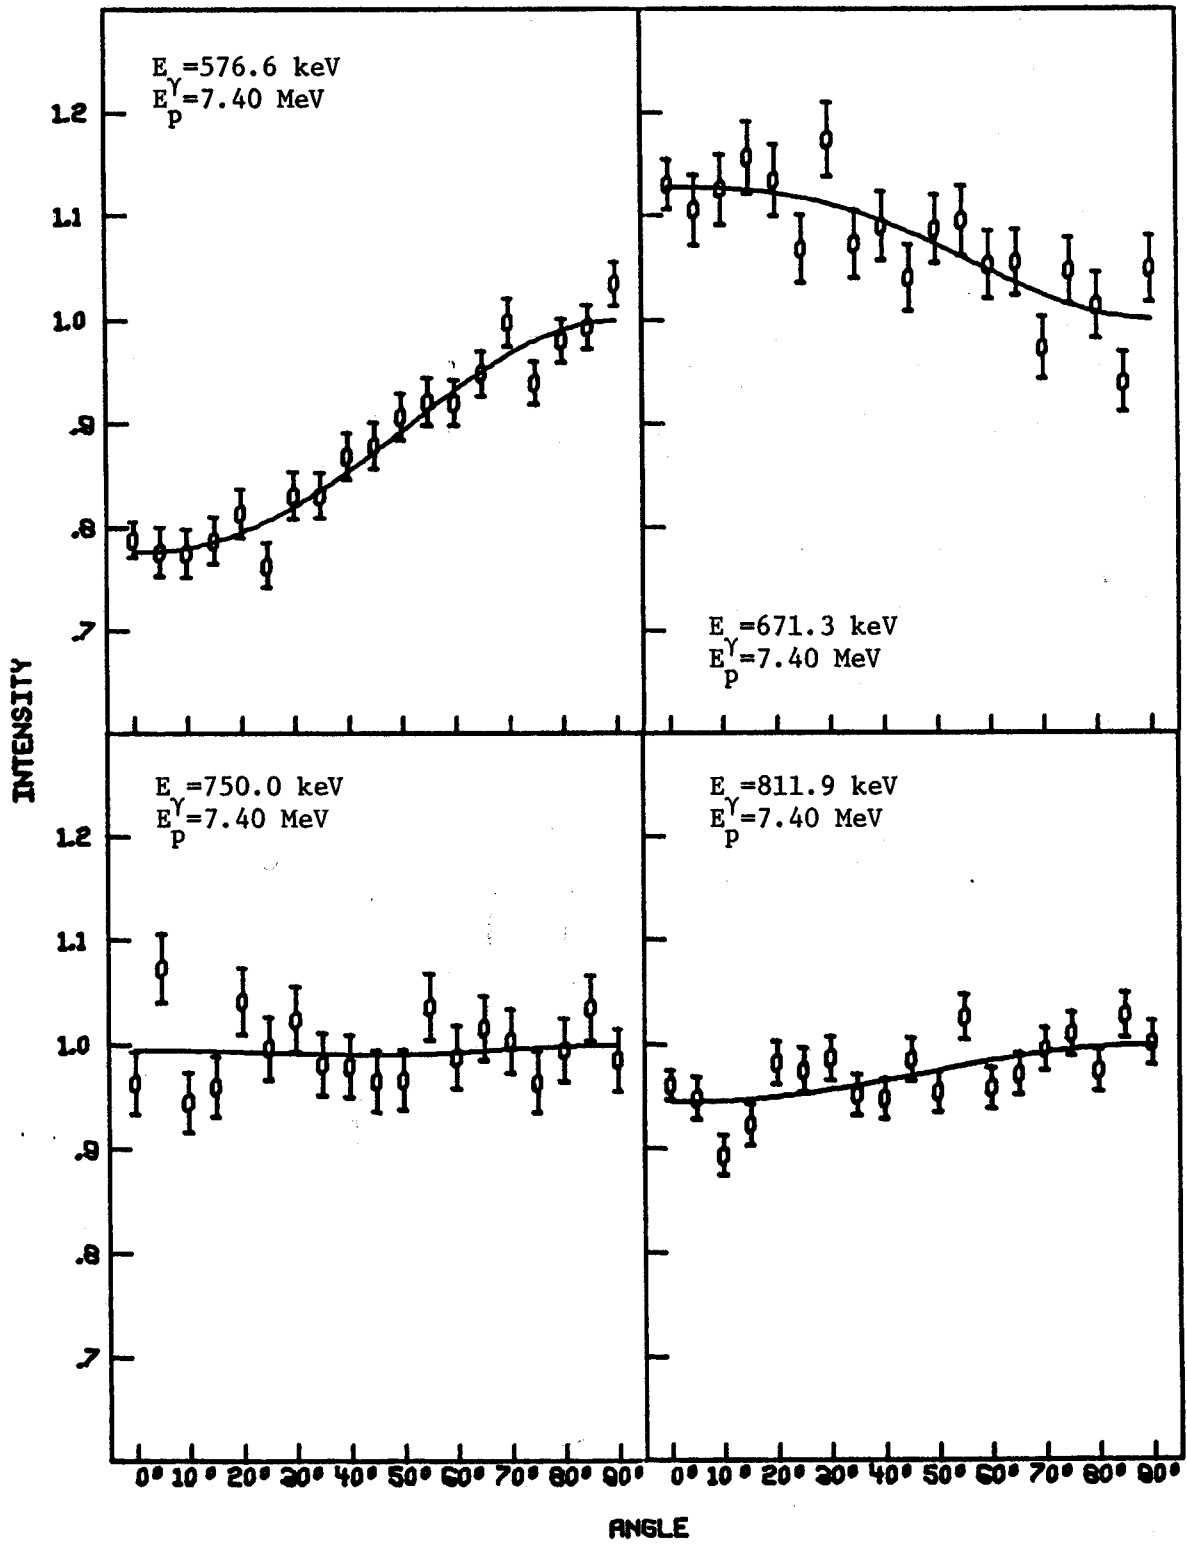 Eγ=576.6 keV
Ep=7.40 MeV
Eγ=671.3 keV
Ep=7.40 MeV
1.2
1.1
1.0
.9
.8
.7
INTENSITY
Eγ=750.0 keV
Ep=7.40 MeV
Eγ=811.9 keV
Ep=7.40 MeV
1.2
1.1
1.0
.9
.8
.7
0° 10° 20° 30° 40° 50° 60° 70° 80° 90°
0° 10° 20° 30° 40° 50° 60° 70° 80° 90°
ANGLE